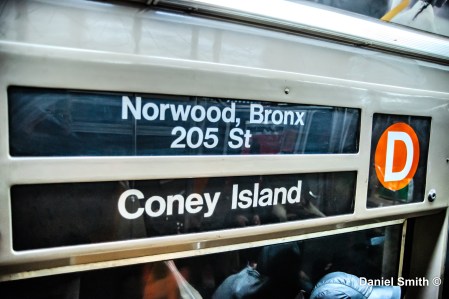 Norwood, Bronx
205 St
D
Coney Island
Daniel Smith ©